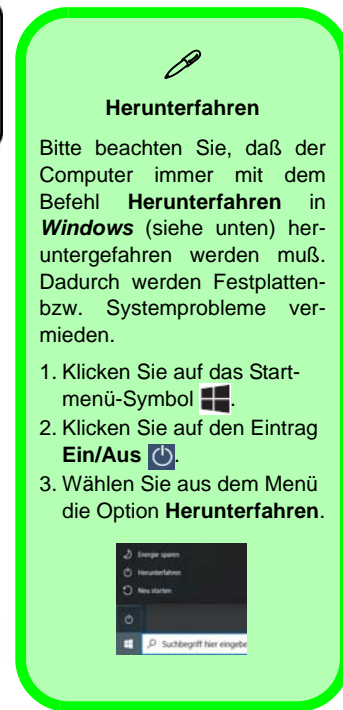 Herunterfahren
Bitte beachten Sie, daß der
Computer immer mit dem
Befehl Herunterfahren in
Windows (siehe unten) her-
untergefahren werden muß.
Dadurch werden Festplatten-
bzw. Systemprobleme ver-
mieden.
1. Klicken Sie auf das Start-
menü-Symbol .
2. Klicken Sie auf den Eintrag
Ein/Aus .
3. Wählen Sie aus dem Menü
die Option Herunterfahren.
Energie sparen
Herunterfahren
Neu starten
Suchbegriff hier eingebe